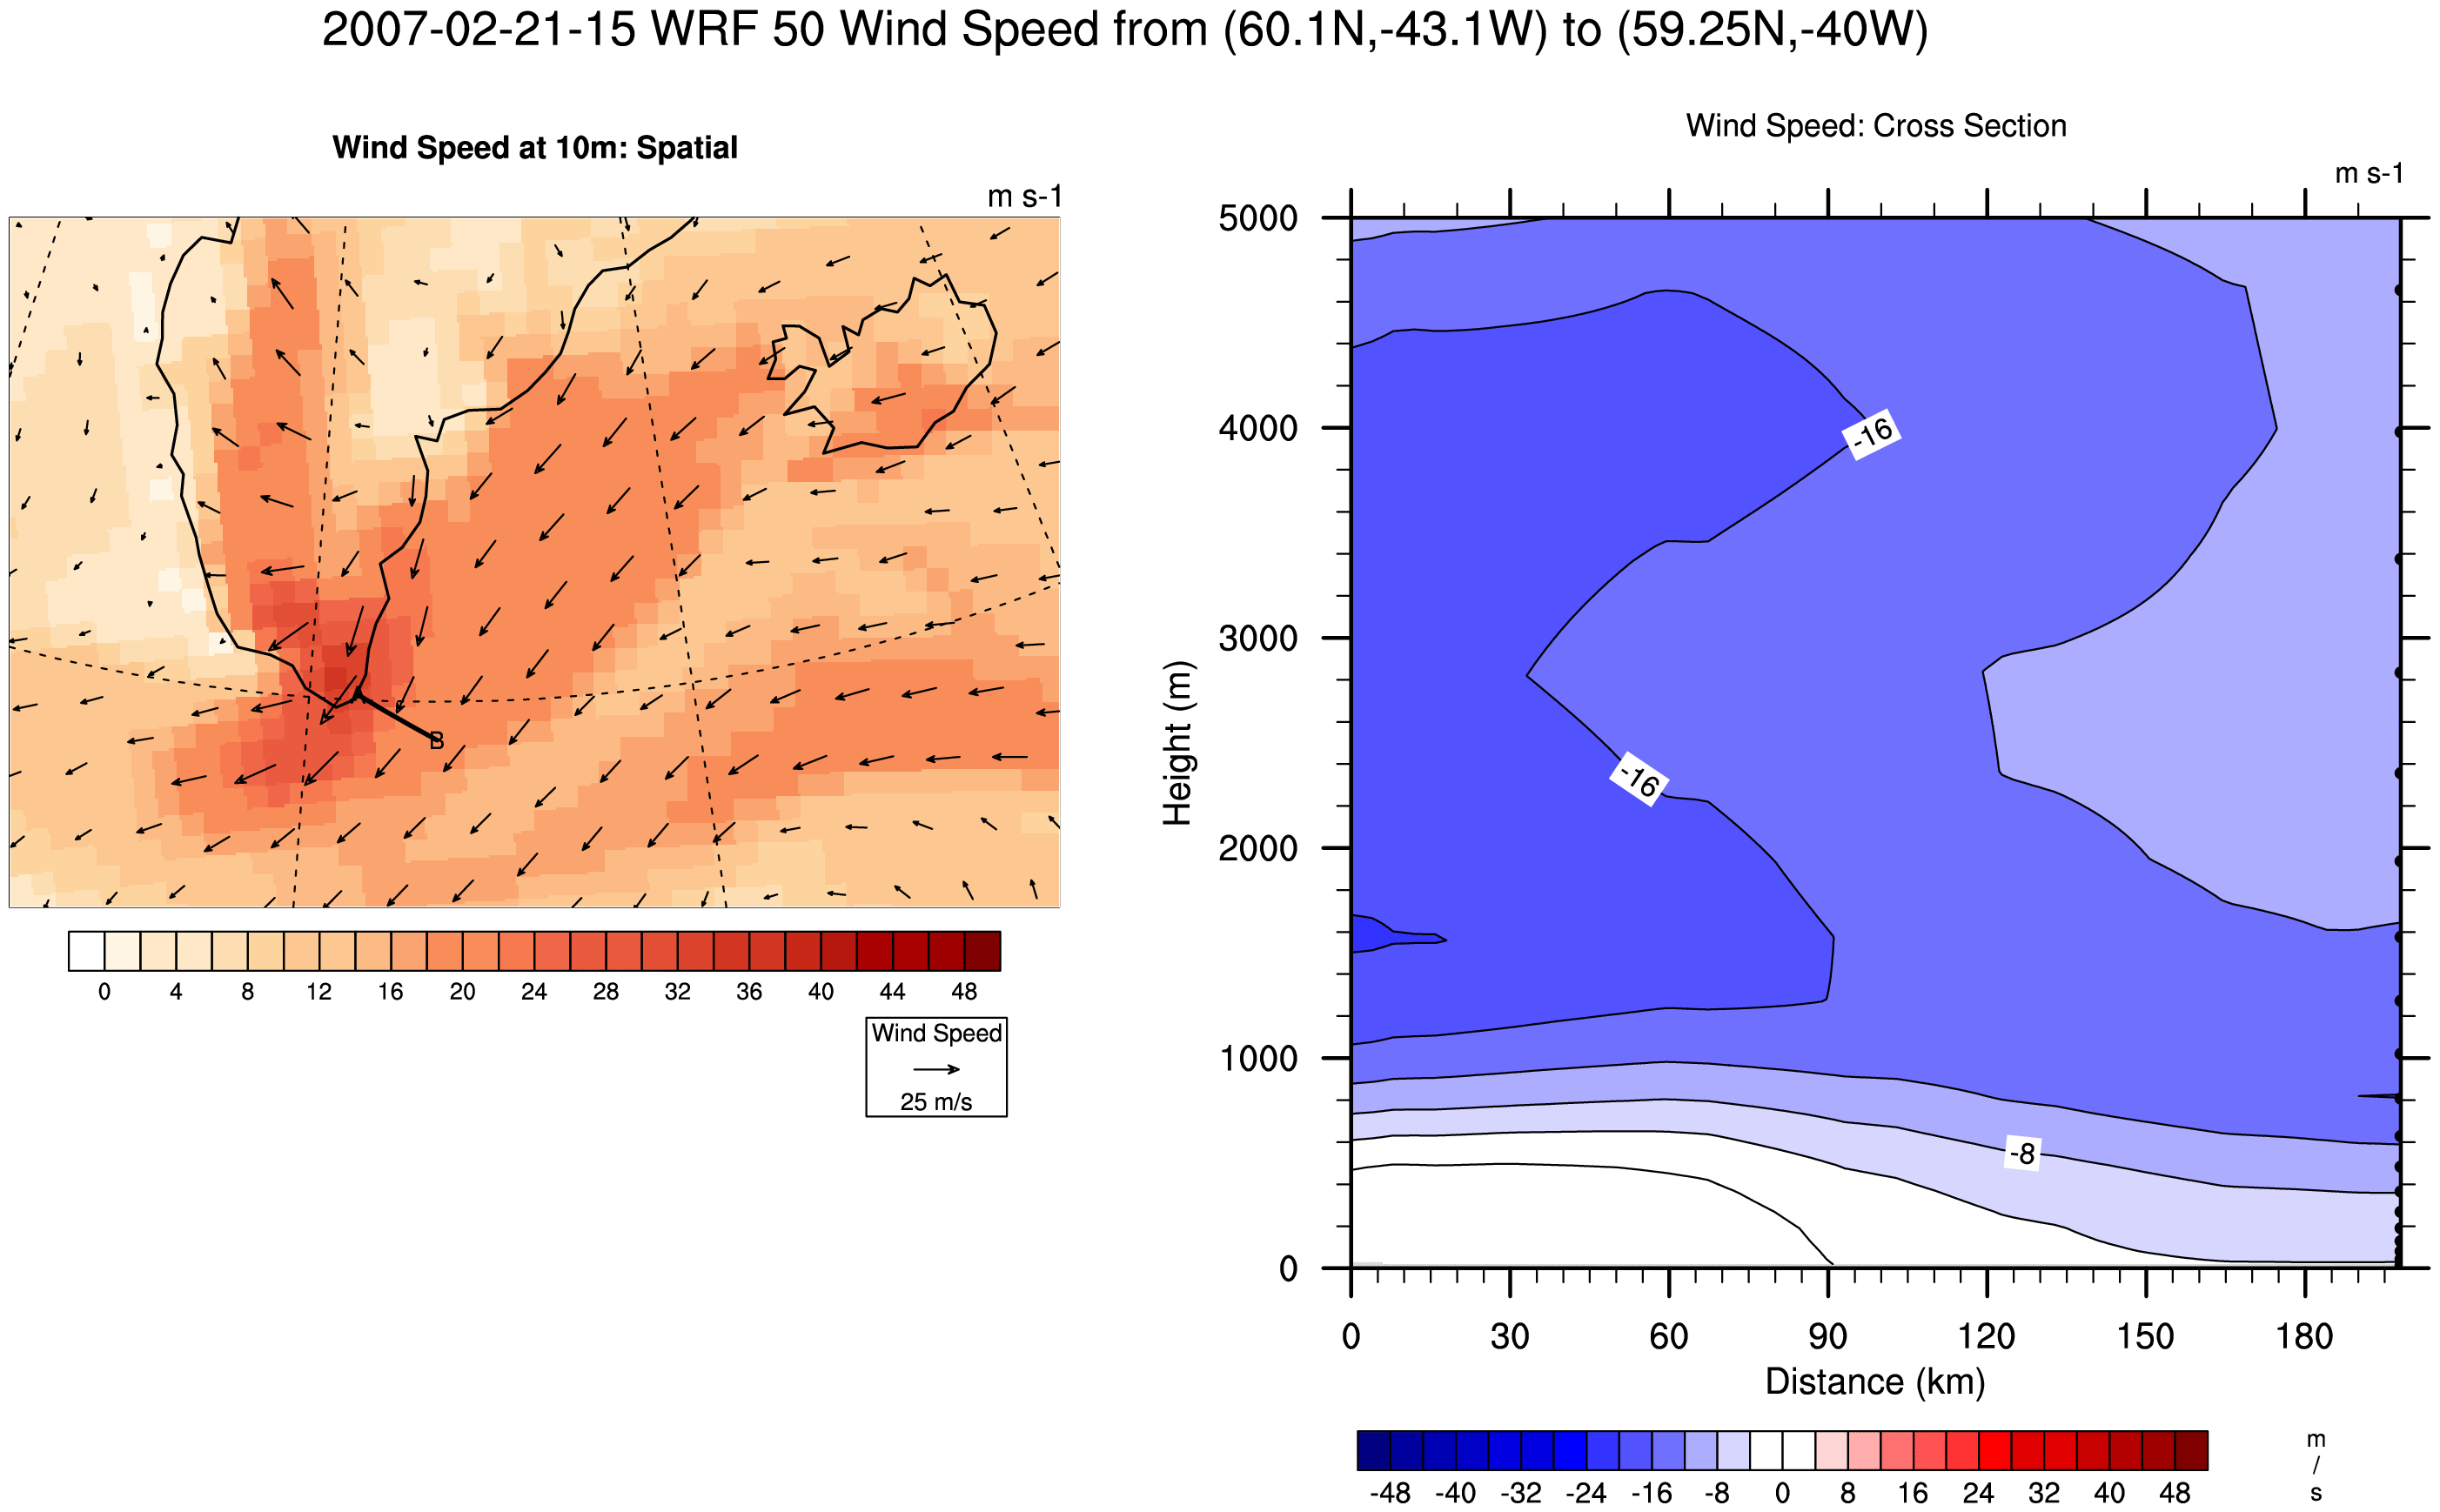 2007-02-21-15 WRF 50 Wind Speed from (60.1N,-43.1W) to (59.25N,-40W)
Wind Speed at 10m: Spatial
m s-1
A
B
0 4 8 12 16 20 24 28 32 36 40 44 48
Wind Speed
25 m/s
Wind Speed: Cross Section
m s-1
5000
4000
3000
2000
1000
0
Height (m)
-16
-16
-8
0 30 60 90 120 150 180
Distance (km)
-48 -40 -32 -24 -16 -8 0 8 16 24 32 40 48
m
/
s